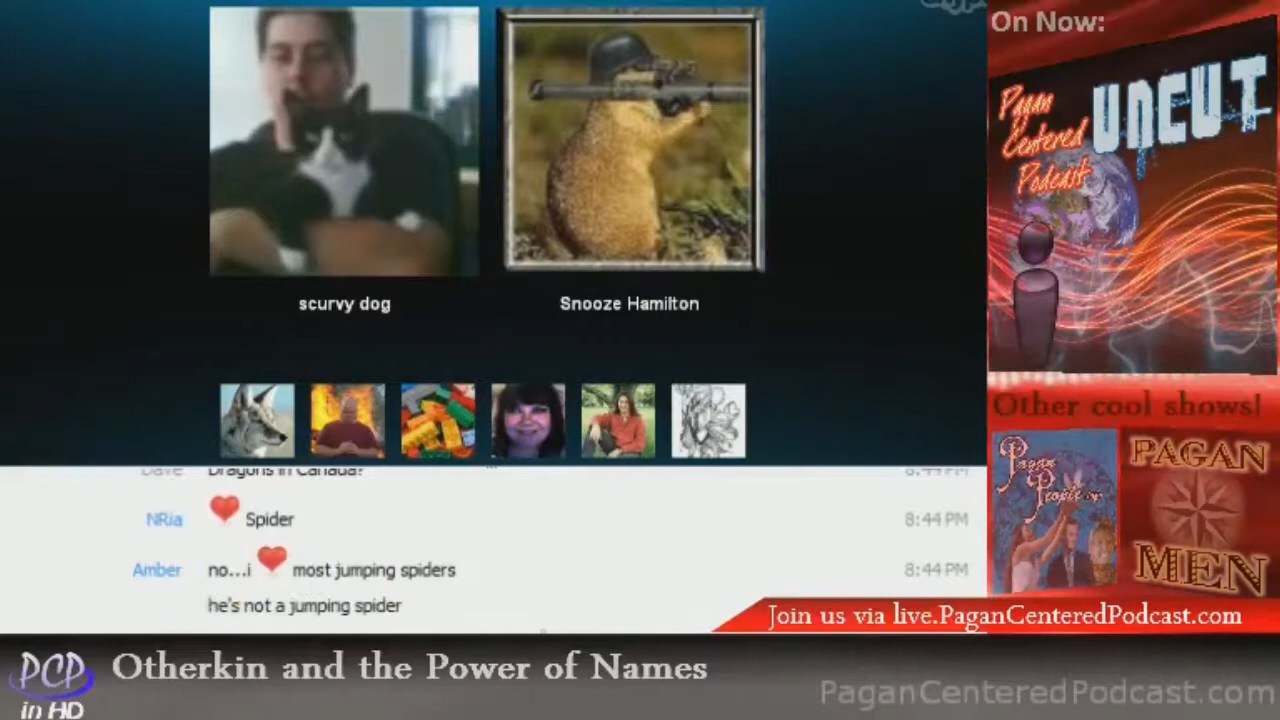 On Now:
Pagan
Centered
Podcast
UNCUT
scurvy dog
Snooze Hamilton
Other cool shows!
Pagan
People
PAGAN
MEN
Dave Dragons in Canada? 8:44 PM
NRia ❤ Spider 8:44 PM
Amber no...i ❤ most jumping spiders 8:44 PM
he's not a jumping spider
Join us via live.PaganCenteredPodcast.com
PCP
in HD
Otherkin and the Power of Names
PaganCenteredPodcast.com